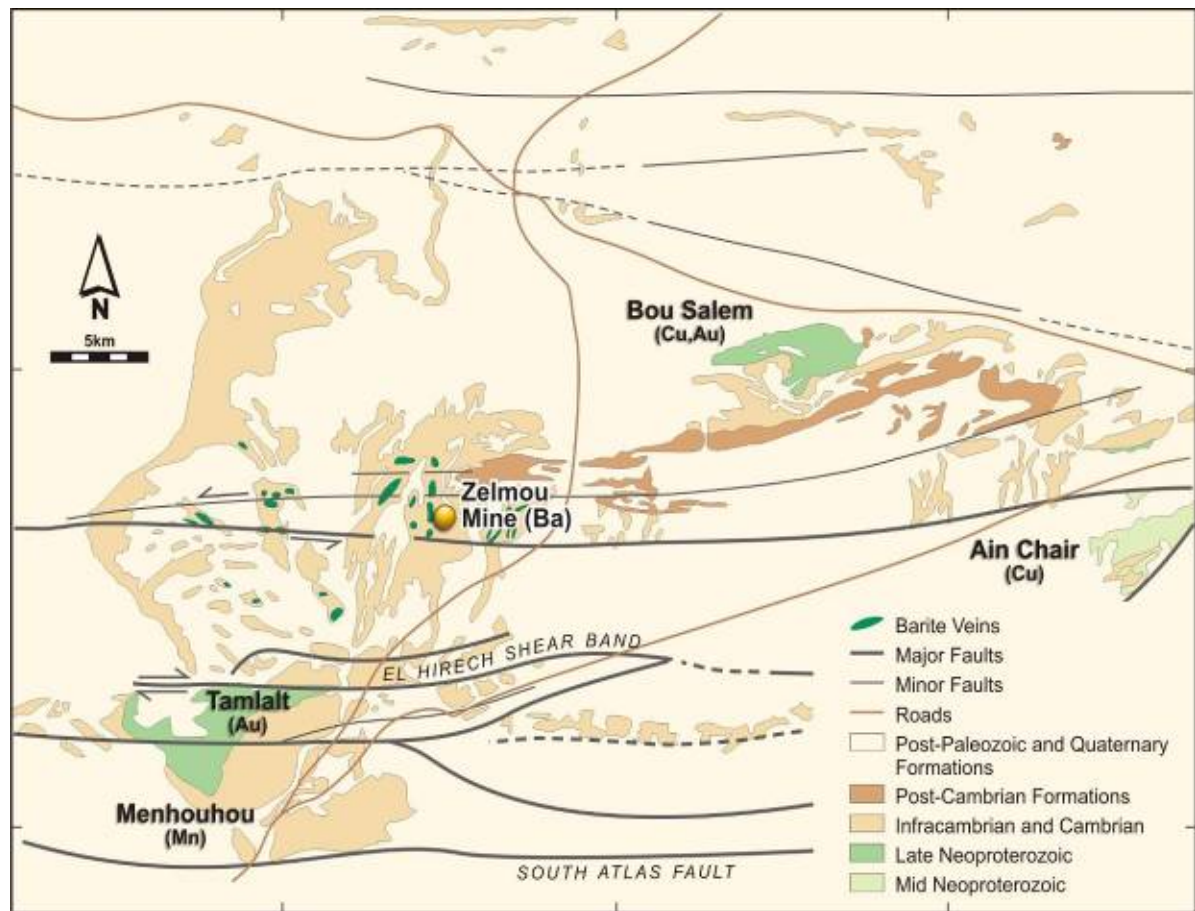 N
5km
Bou Salem
(Cu,Au)
Zelmou
Mine (Ba)
Ain Chair
(Cu)
EL HIRECH SHEAR BAND
Tamlalt
(Au)
Menhouhou
(Mn)
SOUTH ATLAS FAULT
Barite Veins
Major Faults
Minor Faults
Roads
Post-Paleozoic and Quaternary
Formations
Post-Cambrian Formations
Infracambrian and Cambrian
Late Neoproterozoic
Mid Neoproterozoic